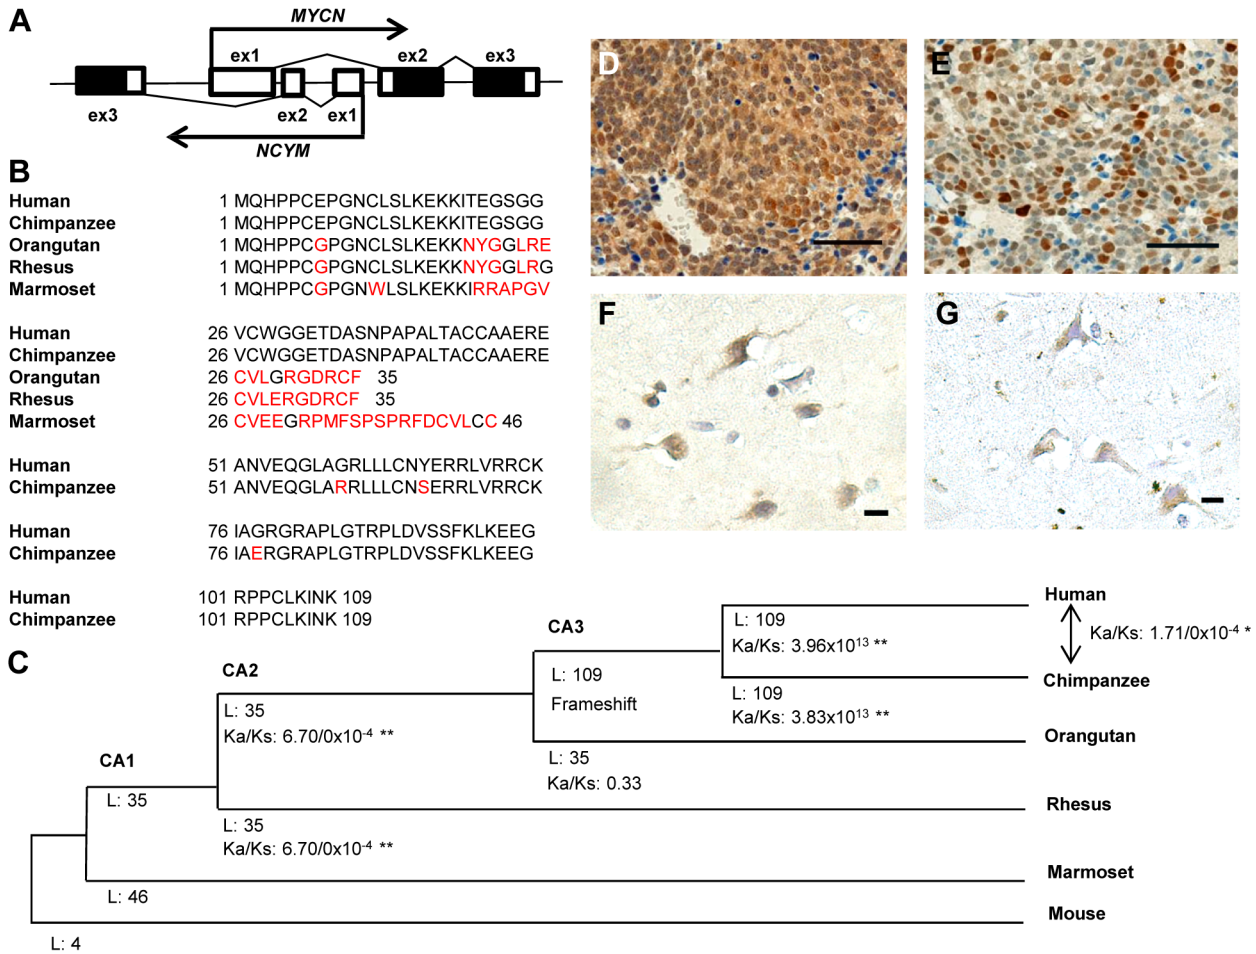 A
MYCN
ex1
ex2
ex3
ex3
ex2
ex1
NCYM
B
Human 1 MQHPPCEPGNCLSLKEKKITEGSGG
Chimpanzee 1 MQHPPCEPGNCLSLKEKKITEGSGG
Orangutan 1 MQHPPCGPGNCLSLKEKKNYGGLRE
Rhesus 1 MQHPPCGPGNCLSLKEKKNYGGLRG
Marmoset 1 MQHPPCGPGNWLSLKEKKIRRAPGV
Human 26 VCWGGETDASNPAPALTACCAAERE
Chimpanzee 26 VCWGGETDASNPAPALTACCAAERE
Orangutan 26 CVLGRGDRCF 35
Rhesus 26 CVLERGDRCF 35
Marmoset 26 CVEEGRPMFSPSPRFDCVLCC 46
Human 51 ANVEQGLAGRLLLCNYERRLVRRCK
Chimpanzee 51 ANVEQGLARRLLLCNSERRLVRRCK
Human 76 IAGRGRAPLGTRPLDVSSFKLKEEG
Chimpanzee 76 IAERGRAPLGTRPLDVSSFKLKEEG
Human 101 RPPCLKINK 109
Chimpanzee 101 RPPCLKINK 109
D
E
F
G
C
CA1
L: 35
L: 46
L: 4
CA2
L: 35
Ka/Ks: 6.70/0x10-4 **
L: 35
Ka/Ks: 6.70/0x10-4 **
CA3
L: 109
Frameshift
L: 35
Ka/Ks: 0.33
L: 109
Ka/Ks: 3.96x1013 **
L: 109
Ka/Ks: 3.83x1013 **
Human
Ka/Ks: 1.71/0x10-4 *
Chimpanzee
Orangutan
Rhesus
Marmoset
Mouse